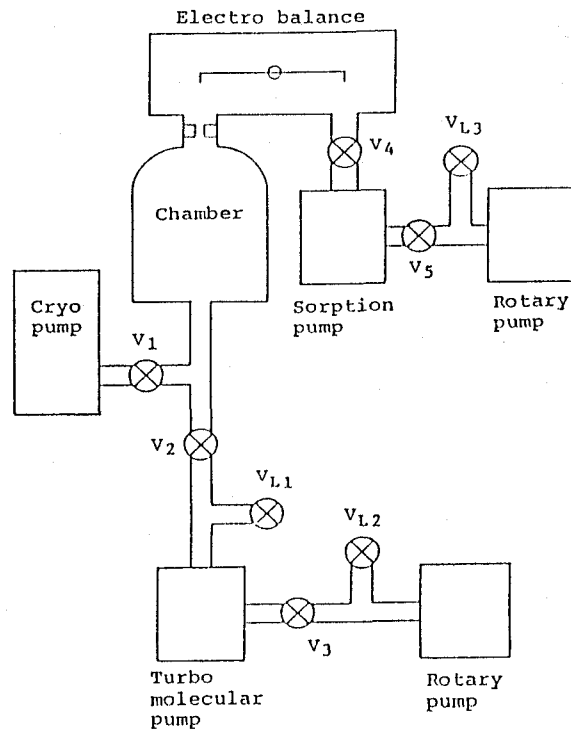 Electro balance
V4
VL3
Chamber
V5
Cryo
pump
V1
Sorption
pump
Rotary
pump
V2
VL1
VL2
V3
Turbo
molecular
pump
Rotary
pump